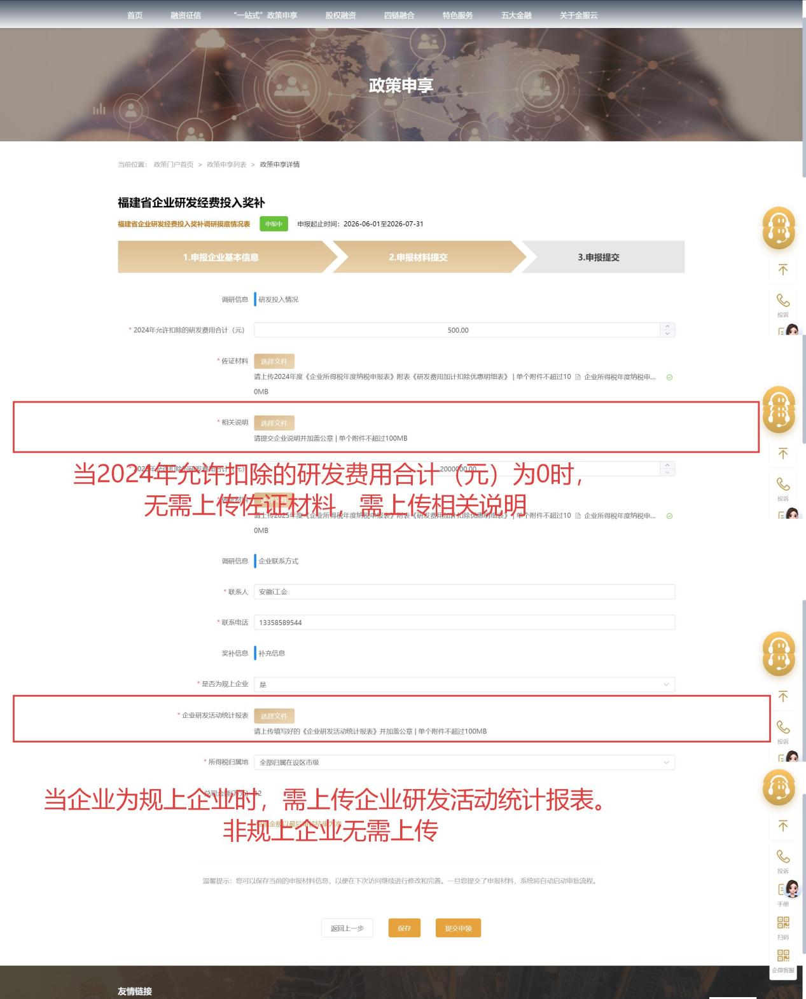 首页 融资征信 “一站式”政策申享 股权融资 四链融合 特色服务 五大金融 关于金服云
政策申享
当前位置： 政策门户首页 > 政策申享列表 > 政策申享详情
福建省企业研发经费投入奖补
福建省企业研发经费投入奖补调研摸底情况表 申报中 申报起止时间：2026-06-01至2026-07-31
1.申报企业基本信息 2.申报材料提交 3.申报提交
调研信息 研发投入情况
* 2024年允许扣除的研发费用合计（元） 500.00
* 佐证材料 选择文件
请上传2024年度《企业所得税年度纳税申报表》附表《研发费用加计扣除优惠明细表》 | 单个附件不超过10 企业所得税年度纳税申...
0MB
* 相关说明 选择文件
请提交企业说明并加盖公章 | 单个附件不超过100MB
* 2025年允许扣除的研发费用合计（元） 2000000.00
当2024年允许扣除的研发费用合计（元）为0时，
无需上传佐证材料，需上传相关说明
* 佐证材料
请上传2025年度《企业所得税年度纳税申报表》附表《研发费用加计扣除优惠明细表》 | 单个附件不超过10 企业所得税年度纳税申...
0MB
调研信息 企业联系方式
* 联系人 安徽i工会
* 联系电话 13358589544
奖补信息 补充信息
* 是否为规上企业 是
* 企业研发活动统计报表 选择文件
请上传填写好的《企业研发活动统计报表》并加盖公章 | 单个附件不超过100MB
* 所得税归属地 全部归属在设区市级
兑现金额(万元) 12
当企业为规上企业时，需上传企业研发活动统计报表。
非规上企业无需上传
温馨提示：您可以保存当前的申报材料信息，以便在下次访问继续进行修改和完善。一旦您提交了申报材料，系统将自动启动审批流程。
返回上一步 保存 提交申领
友情链接
投诉
投诉
投诉
投诉
手册
扫码
企微客服